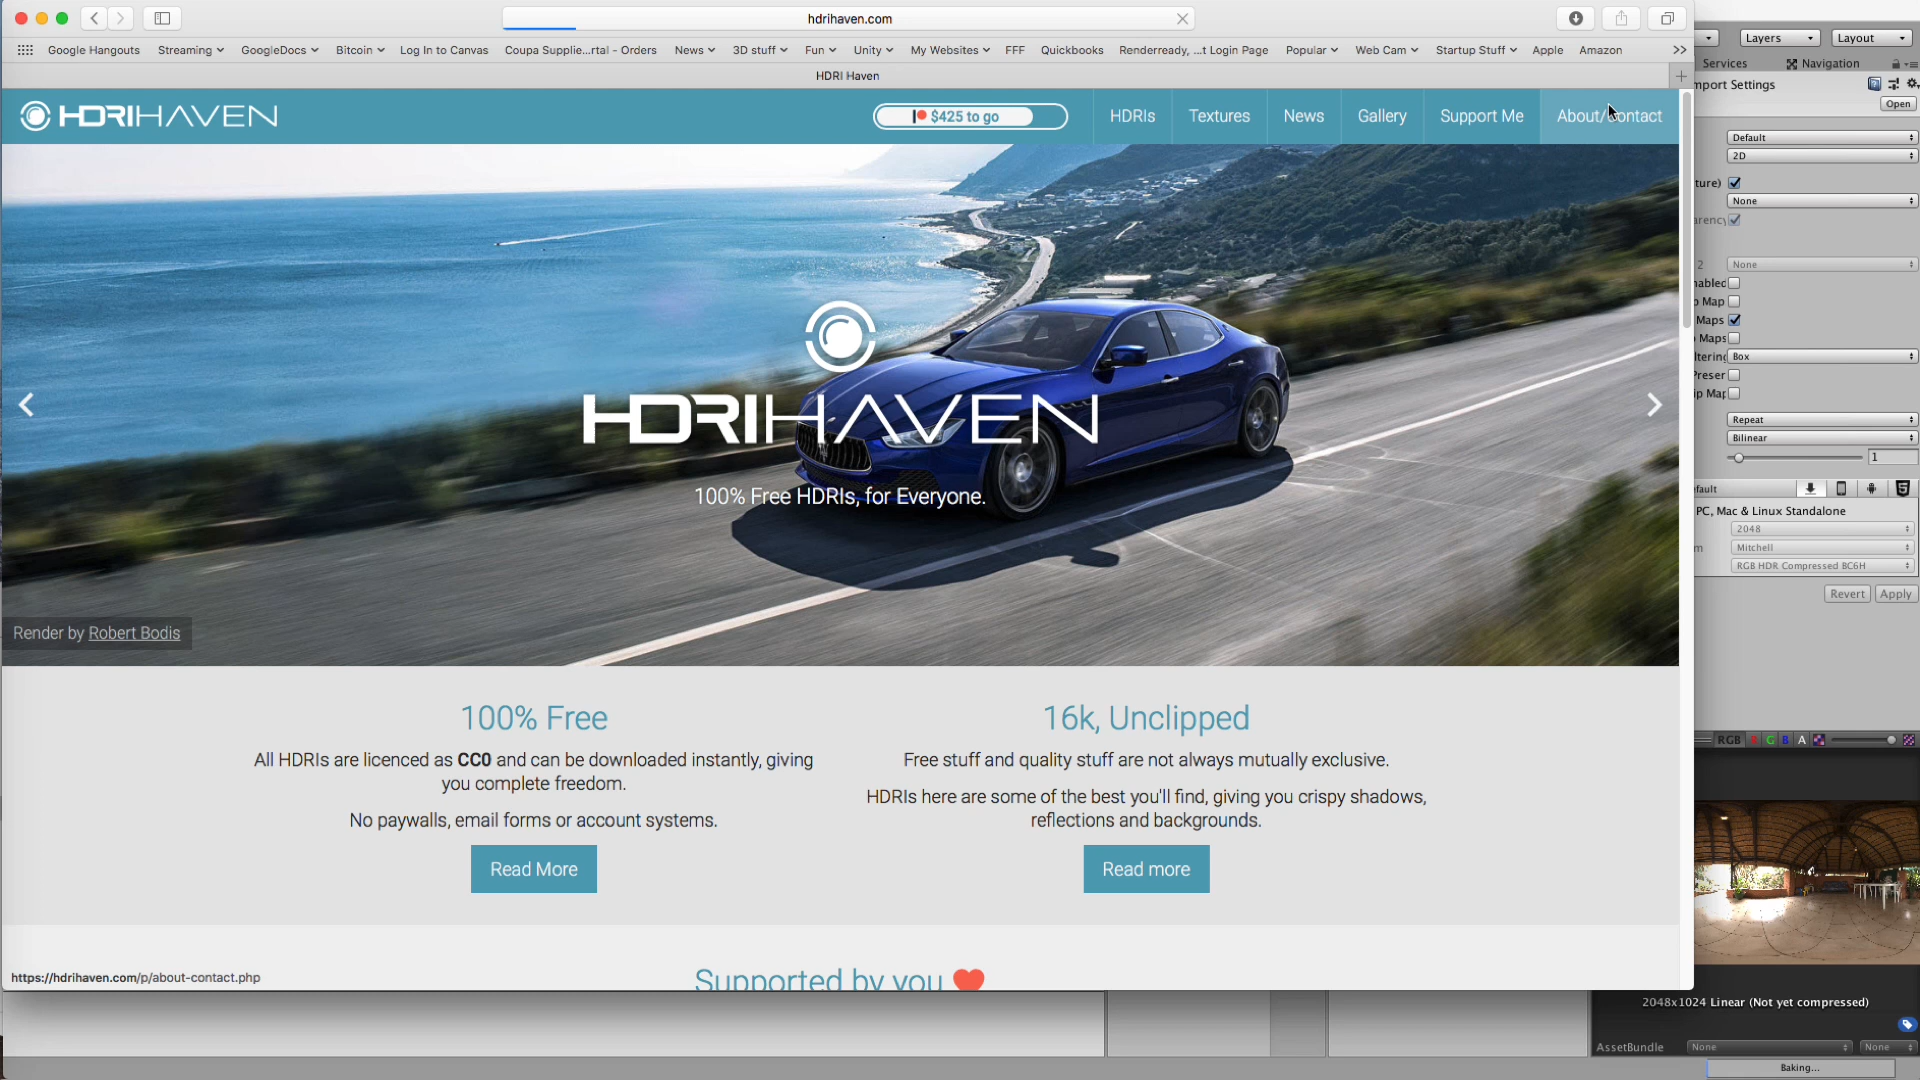 hdrihaven.com
Google Hangouts Streaming GoogleDocs Bitcoin Log In to Canvas Coupa Supplie...rtal - Orders News 3D stuff Fun Unity My Websites FFF Quickbooks Renderready, ...t Login Page Popular Web Cam Startup Stuff Apple Amazon
HDRI Haven
HDRIHAVEN
$425 to go
HDRIs
Textures
News
Gallery
Support Me
About/Contact
HDRIHAVEN
100% Free HDRIs, for Everyone.
Render by Robert Bodis
100% Free
All HDRIs are licenced as CC0 and can be downloaded instantly, giving
you complete freedom.
No paywalls, email forms or account systems.
Read More
16k, Unclipped
Free stuff and quality stuff are not always mutually exclusive.
HDRIs here are some of the best you'll find, giving you crispy shadows,
reflections and backgrounds.
Read more
Supported by you
https://hdrihaven.com/p/about-contact.php
Layers
Layout
Services
Navigation
mport Settings
Open
Default
2D
ture)
None
arency
2 None
nabled
p Map
Maps
Maps
ltering Box
Preser
ip Map
Repeat
Bilinear
1
fault
PC, Mac & Linux Standalone
2048
m Mitchell
RGB HDR Compressed BC6H
Revert
Apply
RGB R G B A
2048x1024 Linear (Not yet compressed)
AssetBundle None None
Baking...